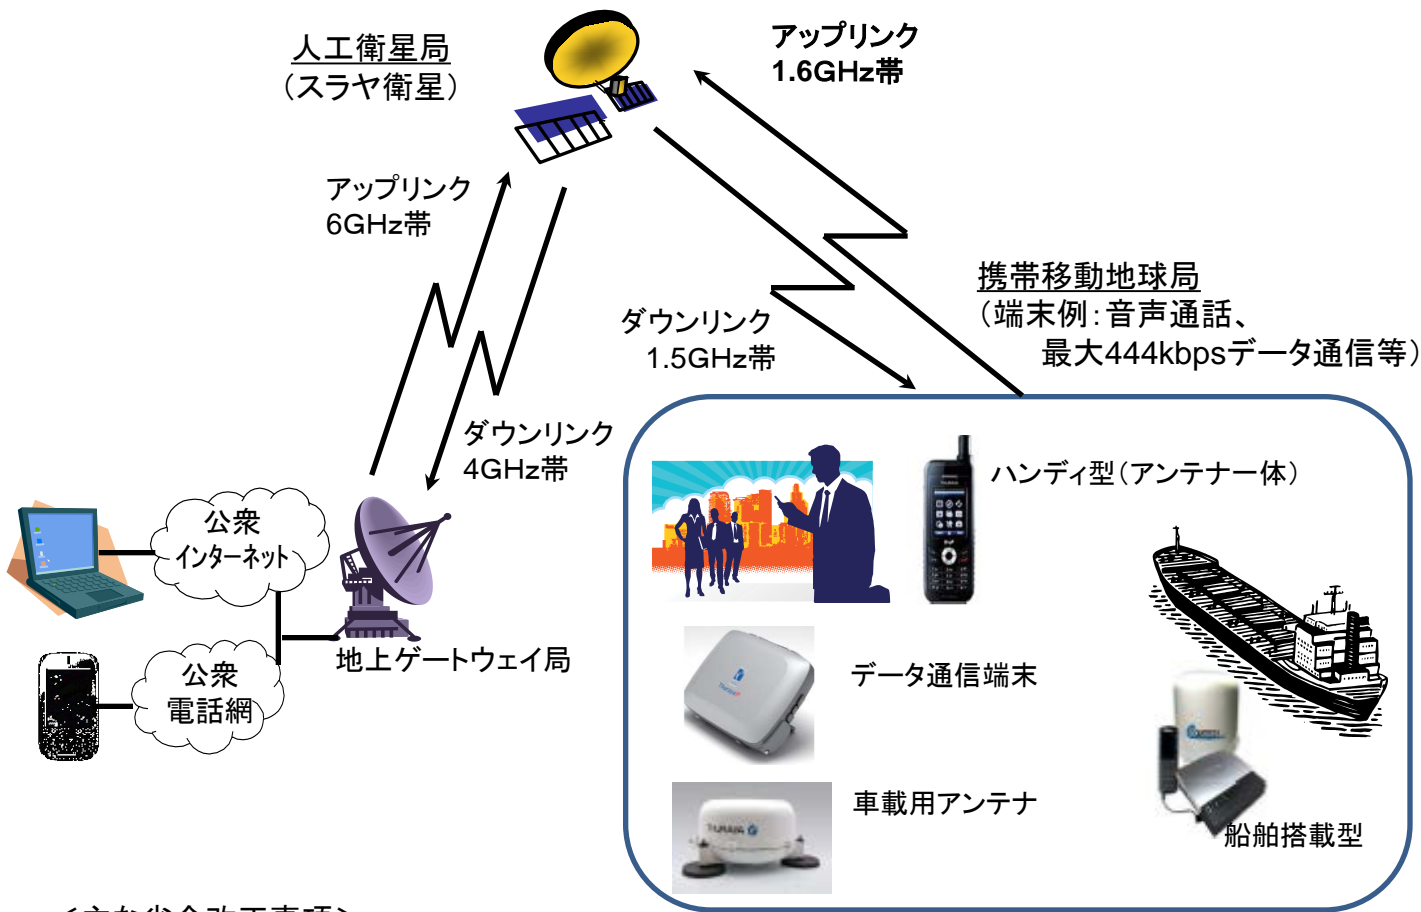 人工衛星局
（スラヤ衛星）
アップリンク
1.6GHz帯
アップリンク
6GHz帯
携帯移動地球局
（端末例：音声通話、
最大444kbpsデータ通信等）
ダウンリンク
1.5GHz帯
ダウンリンク
4GHz帯
ハンディ型（アンテナ一体）
公衆
インターネット
地上ゲートウェイ局
公衆
電話網
データ通信端末
車載用アンテナ
THURAYA
船舶搭載型